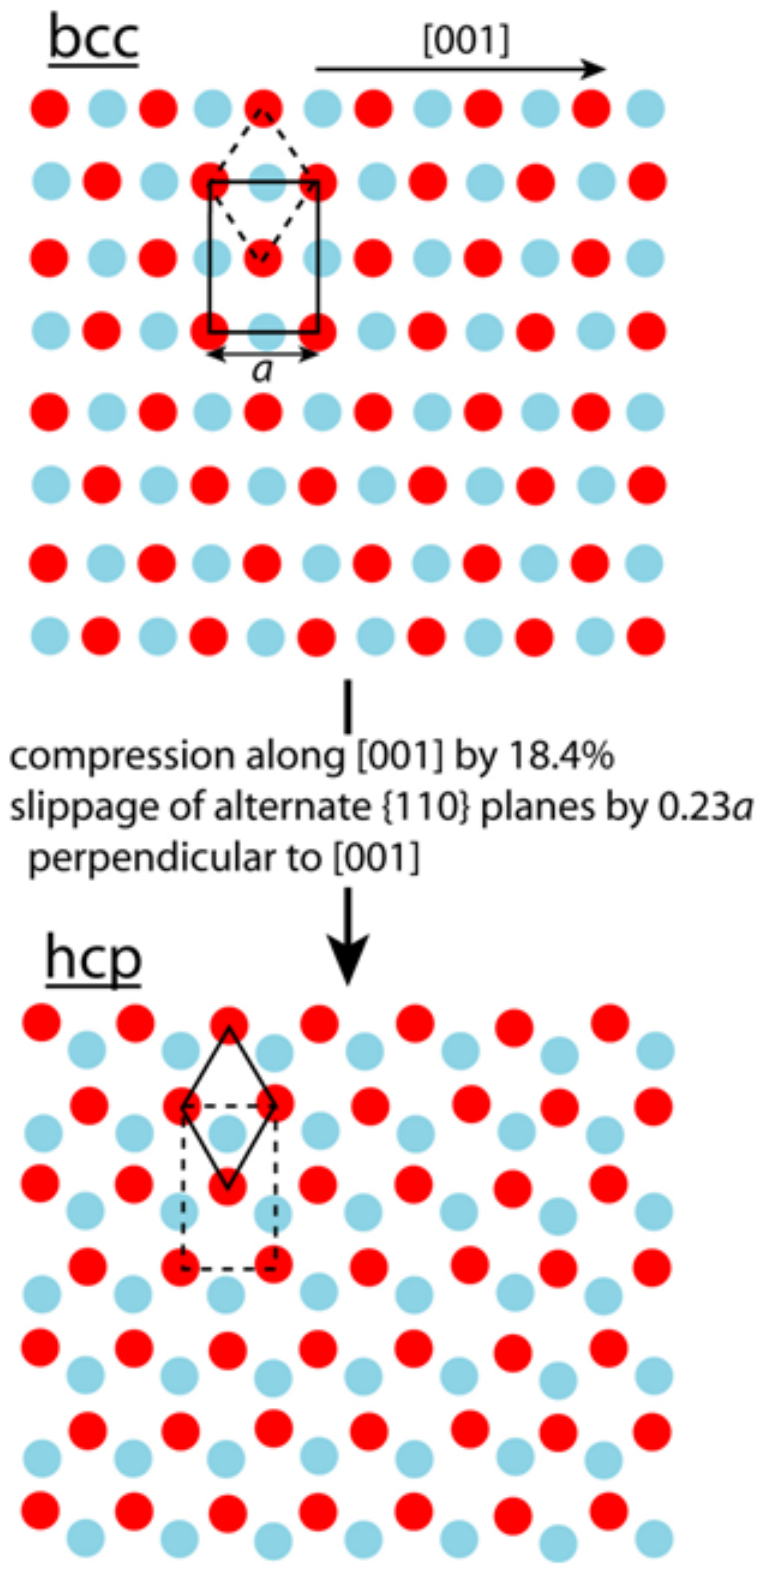 bcc
[001]
a
compression along [001] by 18.4%
slippage of alternate {110} planes by 0.23a
perpendicular to [001]
hcp